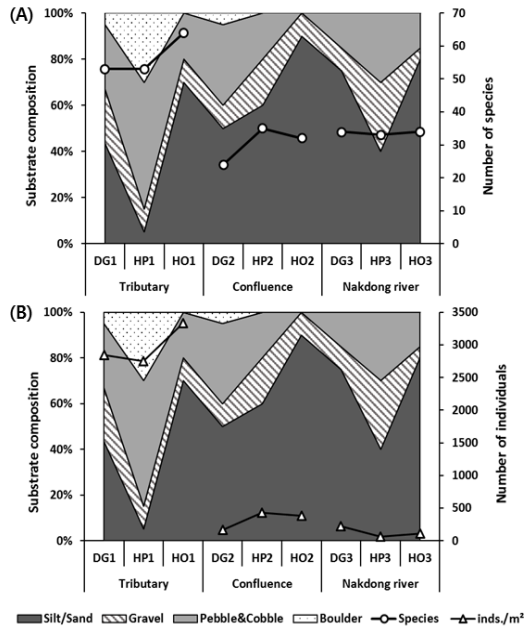 (A)
Substrate composition
100%
80%
60%
40%
20%
0%
70
60
50
40
30
20
10
0
Number of species
DG1 HP1 HO1 DG2 HP2 HO2 DG3 HP3 HO3
Tributary Confluence Nakdong river
(B)
Substrate composition
100%
80%
60%
40%
20%
0%
3500
3000
2500
2000
1500
1000
500
0
Number of individuals
DG1 HP1 HO1 DG2 HP2 HO2 DG3 HP3 HO3
Tributary Confluence Nakdong river
Silt/Sand Gravel Pebble&Cobble Boulder Species inds./m²